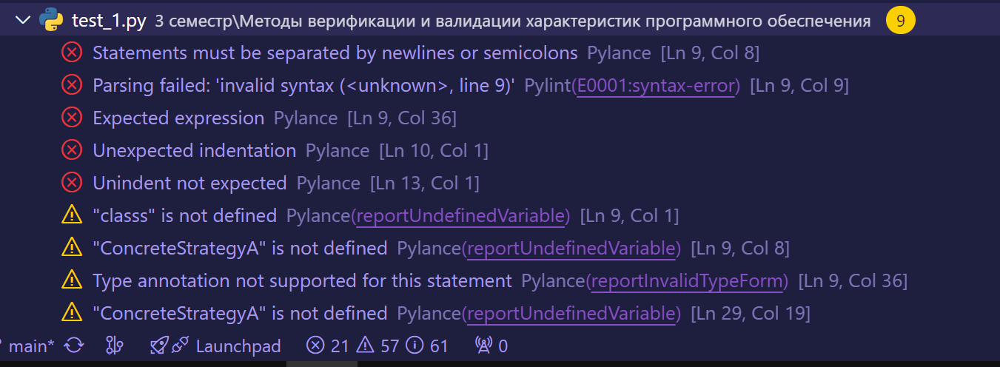 test_1.py 3 семестр\Методы верификации и валидации характеристик программного обеспечения 9
Statements must be separated by newlines or semicolons Pylance [Ln 9, Col 8]
Parsing failed: 'invalid syntax (<unknown>, line 9)' Pylint(E0001:syntax-error) [Ln 9, Col 9]
Expected expression Pylance [Ln 9, Col 36]
Unexpected indentation Pylance [Ln 10, Col 1]
Unindent not expected Pylance [Ln 13, Col 1]
"classs" is not defined Pylance(reportUndefinedVariable) [Ln 9, Col 1]
"ConcreteStrategyA" is not defined Pylance(reportUndefinedVariable) [Ln 9, Col 8]
Type annotation not supported for this statement Pylance(reportInvalidTypeForm) [Ln 9, Col 36]
"ConcreteStrategyA" is not defined Pylance(reportUndefinedVariable) [Ln 29, Col 19]
main* Launchpad 21 57 61 0